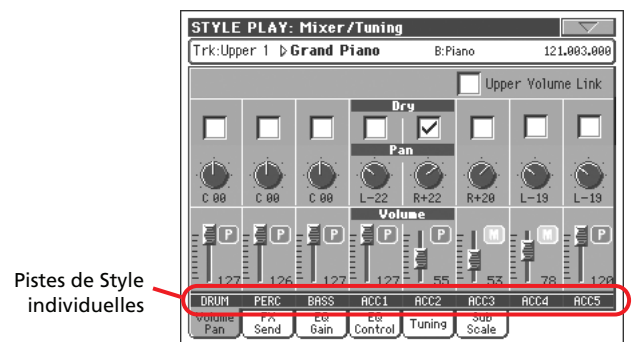 STYLE PLAY: Mixer/Tuning
Trk:Upper 1 Grand Piano B:Piano 121.003.000
Upper Volume Link
Dry
Pan
C 00 C 00 C 00 L-22 R+22 R+20 L-19 L-19
Volume
P P P P P M M P
127 126 127 127 55 53 78 120
Pistes de Style
individuelles
DRUM PERC BASS ACC1 ACC2 ACC3 ACC4 ACC5
Volume FX EQ EQ Tuning Sub
Pan Send Gain Control Scale